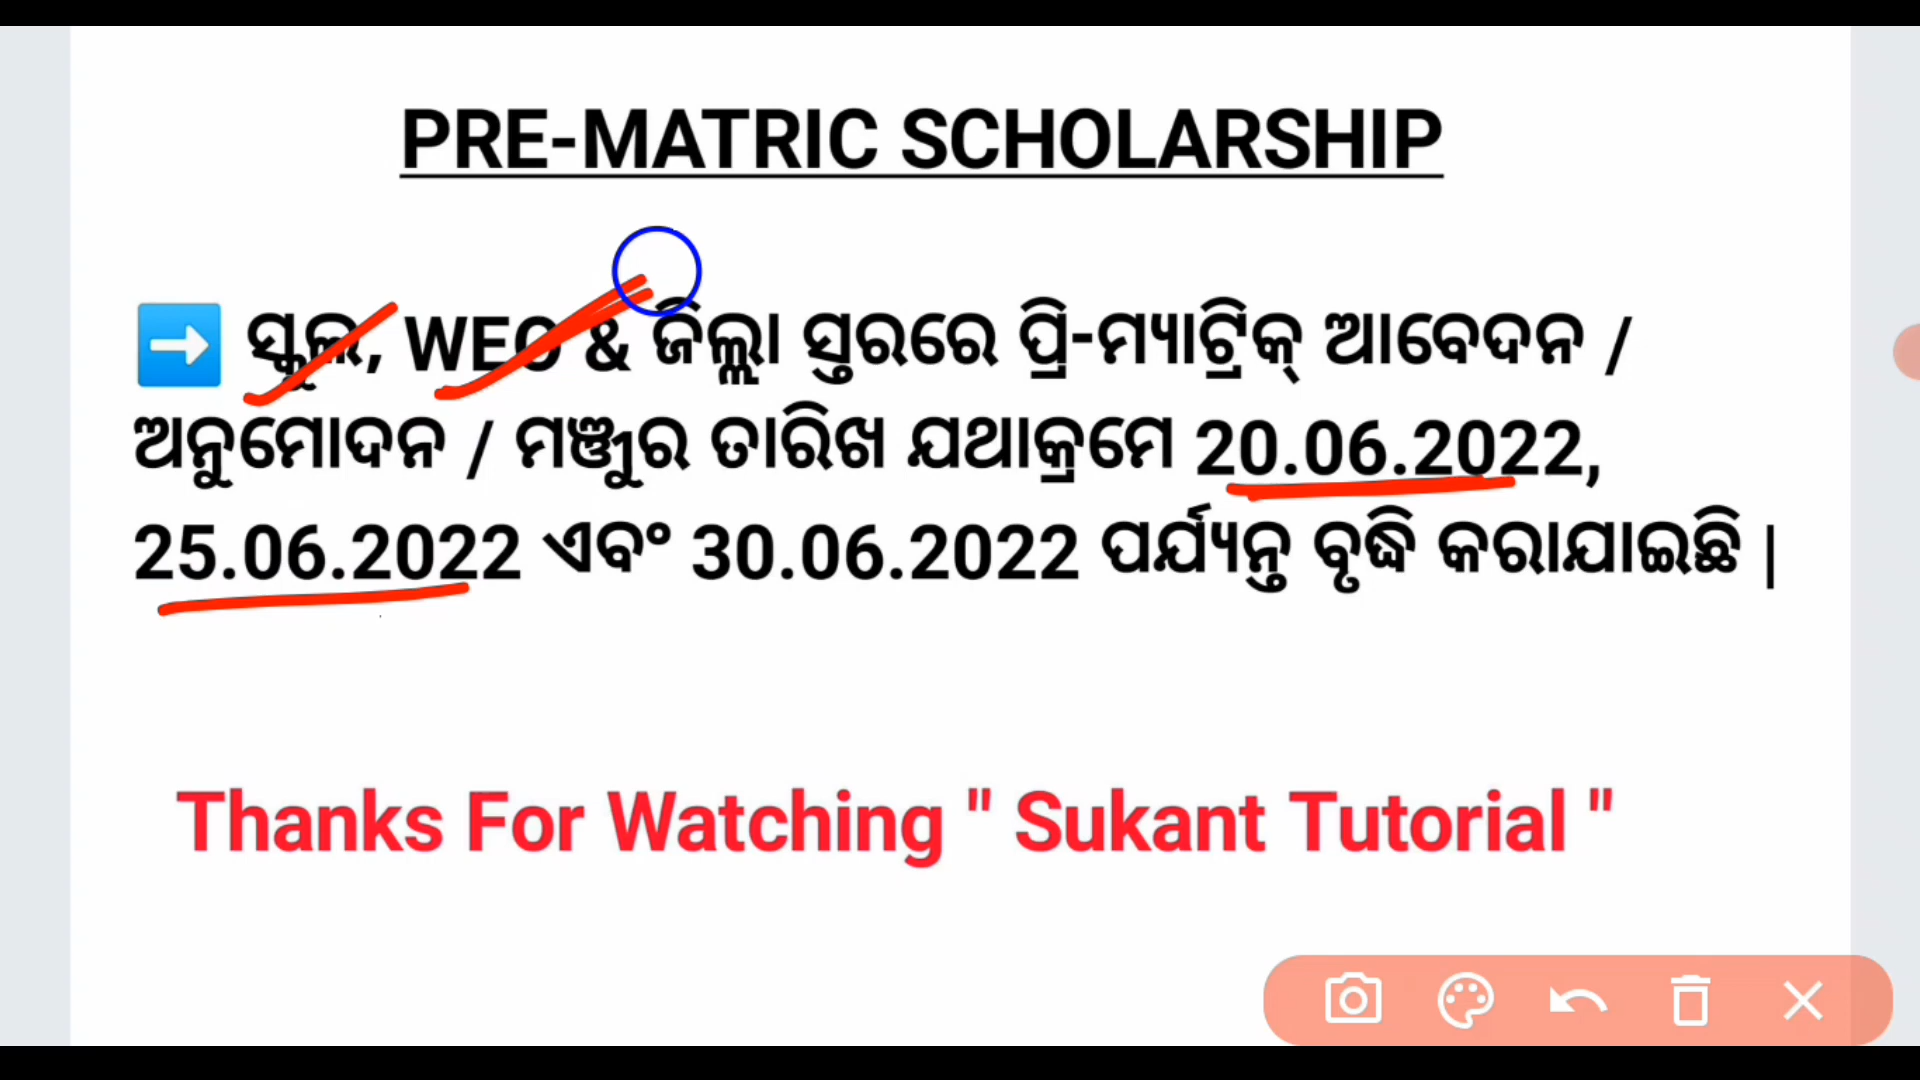 PRE-MATRIC SCHOLARSHIP
➡️ ସ୍କୁଲ, WEO & ଜିଲ୍ଲା ସ୍ତରରେ ପ୍ରି-ମ୍ୟାଟ୍ରିକ୍ ଆବେଦନ /
ଅନୁମୋଦନ / ମଞ୍ଜୁର ତାରିଖ ଯଥାକ୍ରମେ 20.06.2022,
25.06.2022 ଏବଂ 30.06.2022 ପର୍ଯ୍ୟନ୍ତ ବୃଦ୍ଧି କରାଯାଇଛି |
Thanks For Watching " Sukant Tutorial "